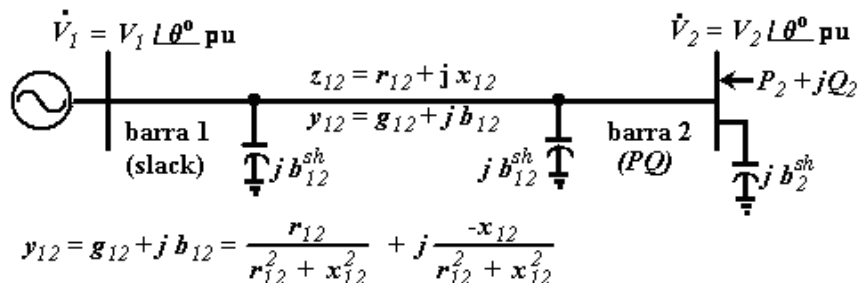 V̇₁ = V₁ ∠θ° pu
V̇₂ = V₂ ∠θ° pu
z₁₂ = r₁₂ + j x₁₂
P₂ + jQ₂
y₁₂ = g₁₂ + j b₁₂
barra 1
(slack)
j b₁₂ˢʰ
j b₁₂ˢʰ
barra 2
(PQ)
j b₂ˢʰ
y₁₂ = g₁₂ + j b₁₂ = r₁₂ / (r₁₂² + x₁₂²) + j -x₁₂ / (r₁₂² + x₁₂²)